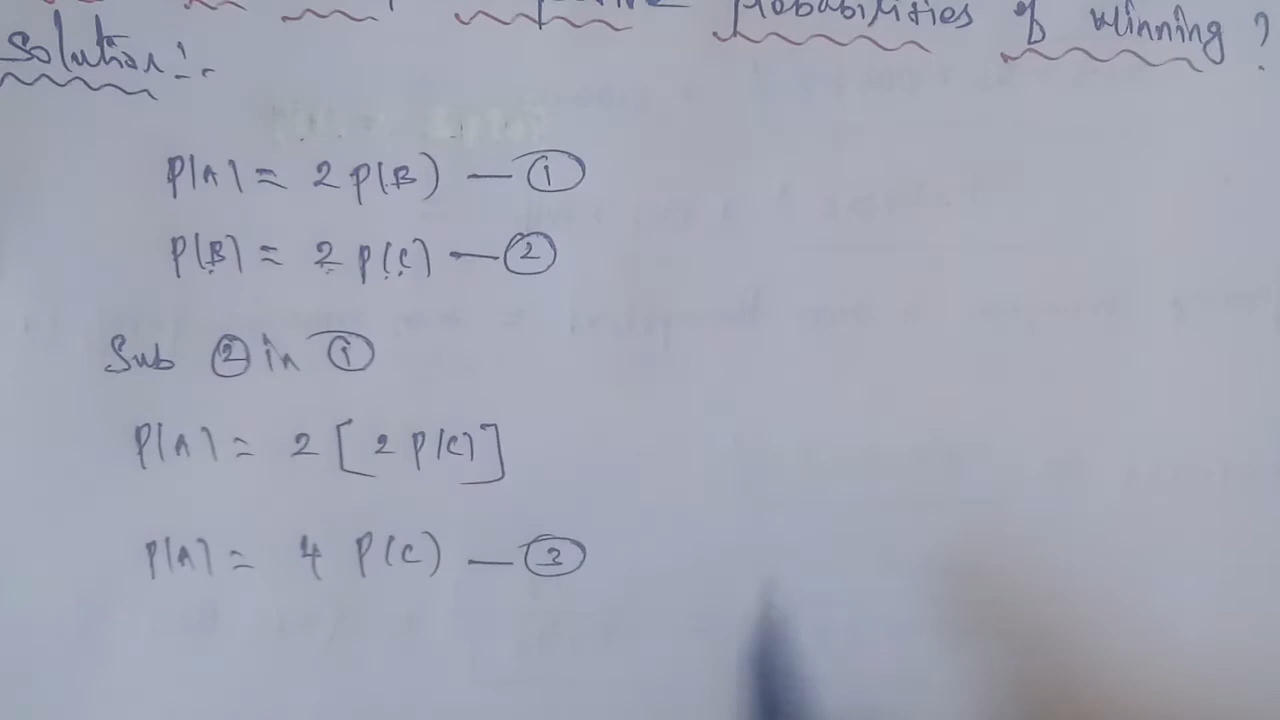 Probabilities of winning ?
Solution:-
P(A) = 2 P(B) — ①
P(B) = 2 P(C) — ②
Sub ② in ①
P(A) = 2 [2 P(C)]
P(A) = 4 P(C) — ③